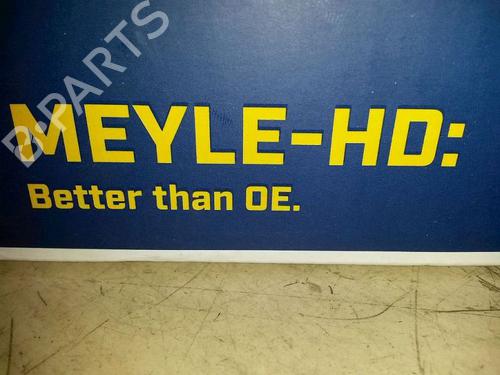 B-PARTS
MEYLE-HD:
Better than OE.